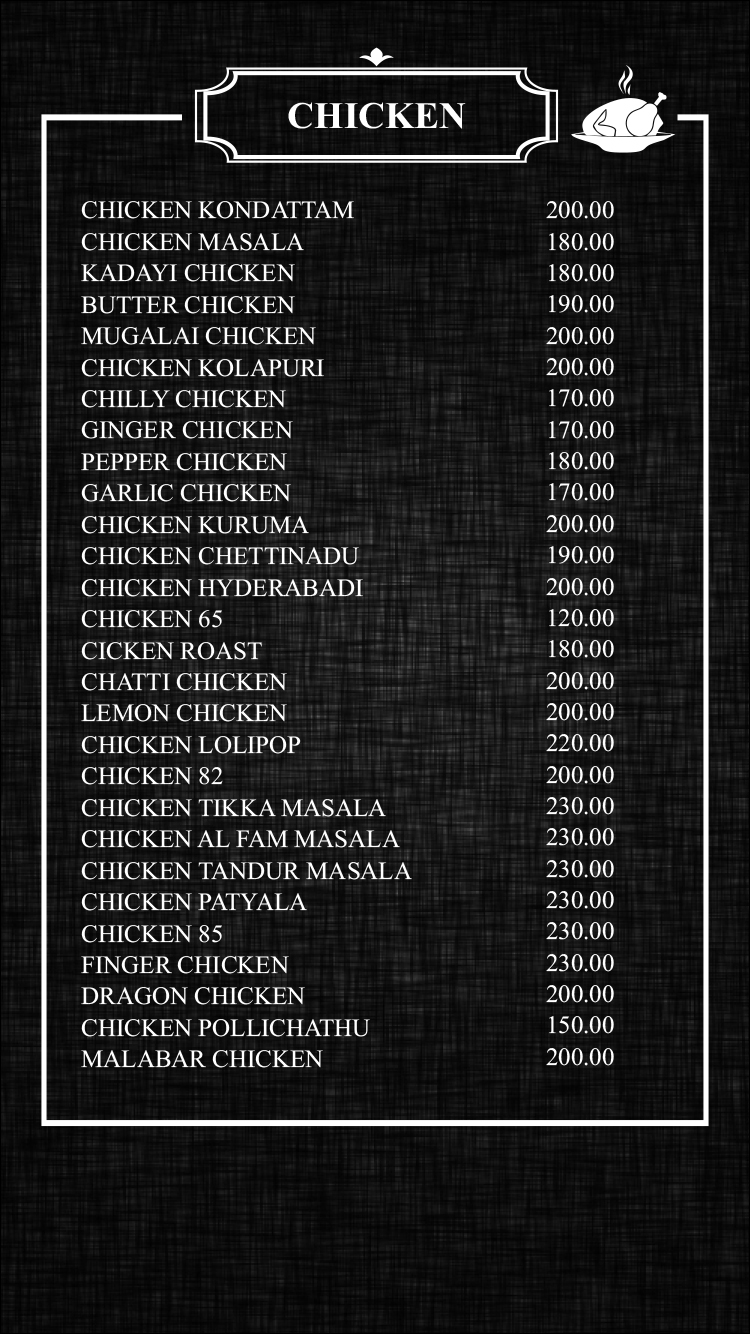 CHICKEN
CHICKEN KONDATTAM 200.00
CHICKEN MASALA 180.00
KADAYI CHICKEN 180.00
BUTTER CHICKEN 190.00
MUGALAI CHICKEN 200.00
CHICKEN KOLAPURI 200.00
CHILLY CHICKEN 170.00
GINGER CHICKEN 170.00
PEPPER CHICKEN 180.00
GARLIC CHICKEN 170.00
CHICKEN KURUMA 200.00
CHICKEN CHETTINADU 190.00
CHICKEN HYDERABADI 200.00
CHICKEN 65 120.00
CICKEN ROAST 180.00
CHATTI CHICKEN 200.00
LEMON CHICKEN 200.00
CHICKEN LOLIPOP 220.00
CHICKEN 82 200.00
CHICKEN TIKKA MASALA 230.00
CHICKEN AL FAM MASALA 230.00
CHICKEN TANDUR MASALA 230.00
CHICKEN PATYALA 230.00
CHICKEN 85 230.00
FINGER CHICKEN 230.00
DRAGON CHICKEN 200.00
CHICKEN POLLICHATHU 150.00
MALABAR CHICKEN 200.00